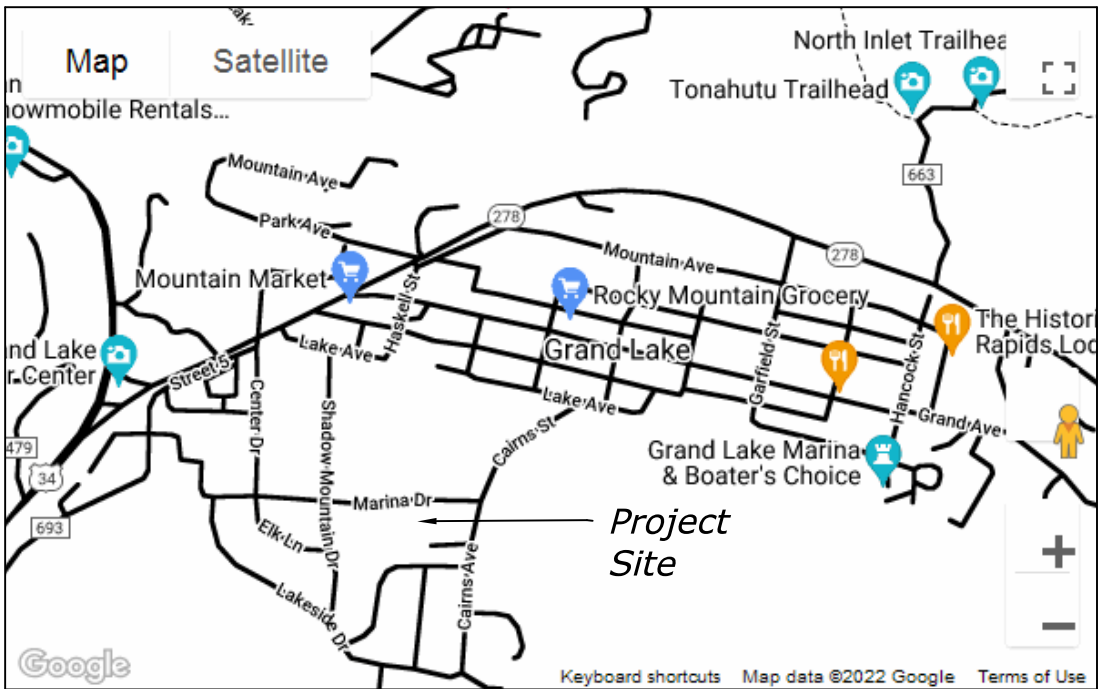 ak-
Map
Satellite
North Inlet Trailhea
Tonahutu Trailhead
nowmobile Rentals...
663
Mountain Ave
Park Ave
278
Mountain Ave
278
Mountain Market
Haskell St
Rocky Mountain Grocery
The Histori
Rapids Loo
Lake Ave
Grand Lake
Garfield St
Hancock St
nd Lake
r Center
Street 5
Center Dr
Shadow Mountain Dr
Lake Ave
Grand Ave
Cairns St
479
34
Grand Lake Marina
& Boater's Choice
693
Marina Dr
Project
Site
Elk Ln
Cairns Ave
Lakeside Dr
Google
Keyboard shortcuts
Map data ©2022 Google
Terms of Use